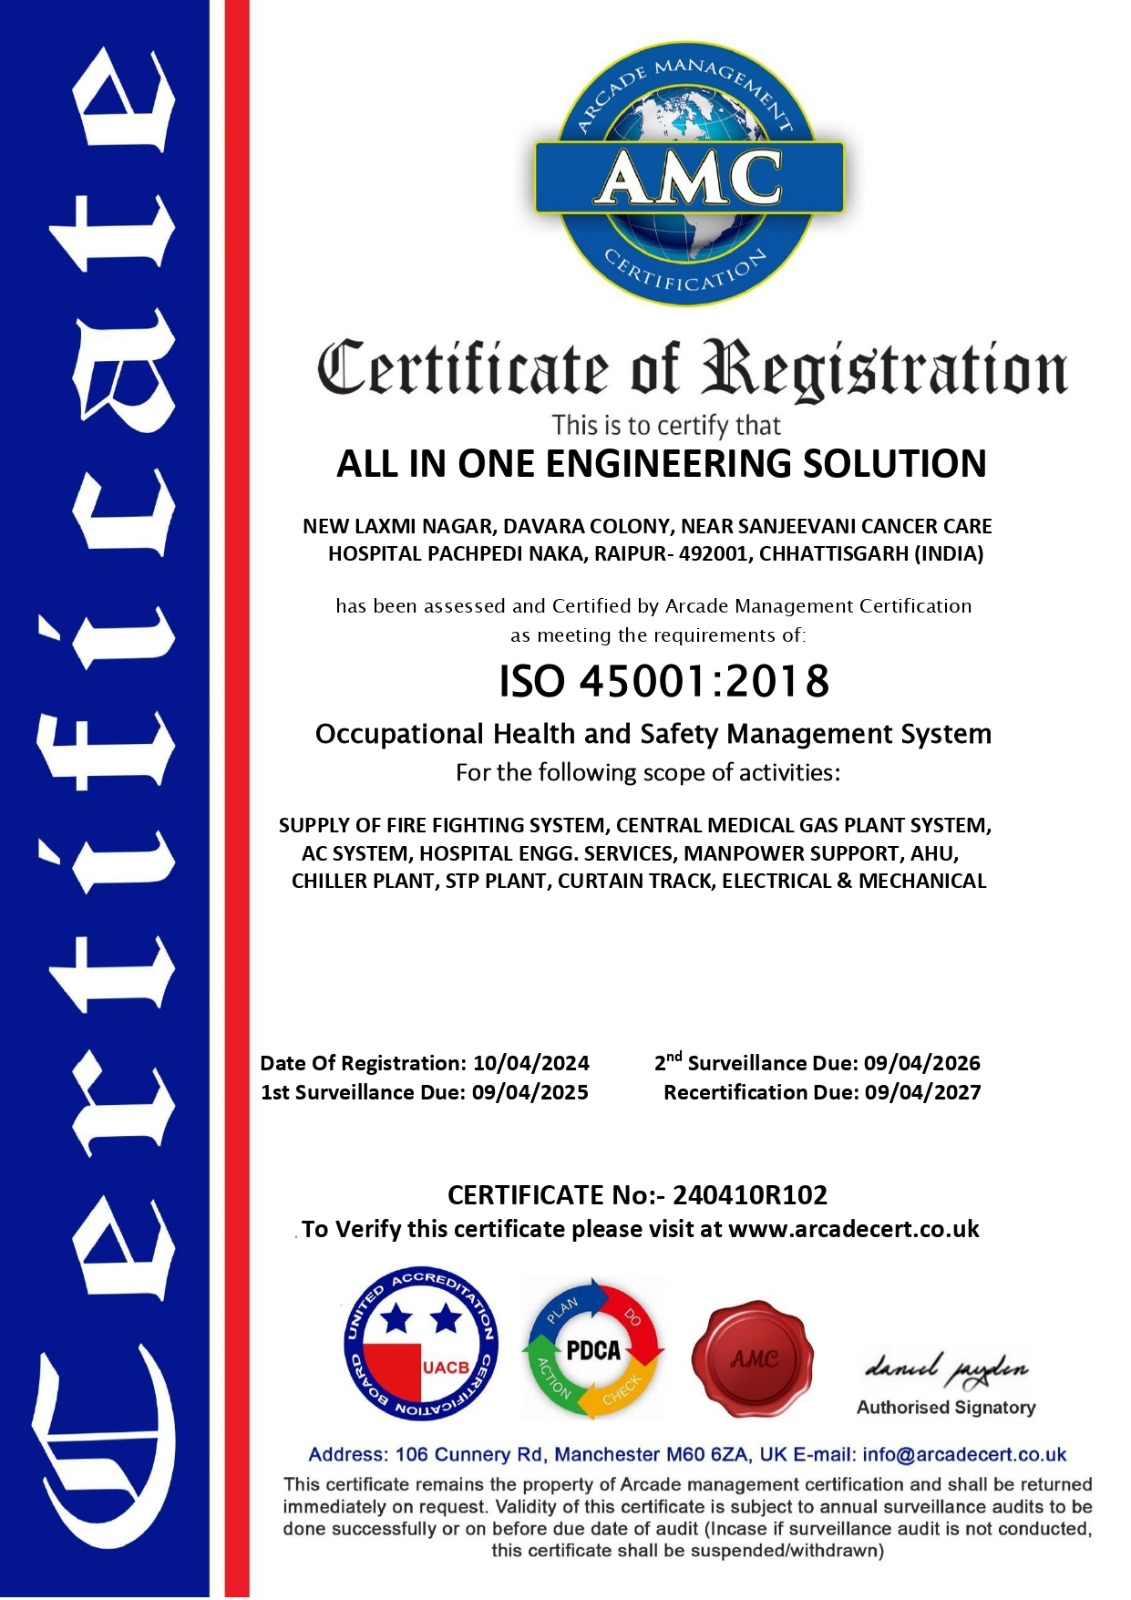 Certificate
ARCADE MANAGEMENT
AMC
CERTIFICATION
Certificate of Registration
This is to certify that
ALL IN ONE ENGINEERING SOLUTION
NEW LAXMI NAGAR, DAVARA COLONY, NEAR SANJEEVANI CANCER CARE
HOSPITAL PACHPEDI NAKA, RAIPUR- 492001, CHHATTISGARH (INDIA)
has been assessed and Certified by Arcade Management Certification
as meeting the requirements of:
ISO 45001:2018
Occupational Health and Safety Management System
For the following scope of activities:
SUPPLY OF FIRE FIGHTING SYSTEM, CENTRAL MEDICAL GAS PLANT SYSTEM,
AC SYSTEM, HOSPITAL ENGG. SERVICES, MANPOWER SUPPORT, AHU,
CHILLER PLANT, STP PLANT, CURTAIN TRACK, ELECTRICAL & MECHANICAL
Date Of Registration: 10/04/2024 2nd Surveillance Due: 09/04/2026
1st Surveillance Due: 09/04/2025 Recertification Due: 09/04/2027
CERTIFICATE No:- 240410R102
To Verify this certificate please visit at www.arcadecert.co.uk
UNITED ACCREDITATION CERTIFICATION BOARD
UACB
PLAN
DO
PDCA
ACTION
CHECK
AMC
daniel jayden
Authorised Signatory
Address: 106 Cunnery Rd, Manchester M60 6ZA, UK E-mail: info@arcadecert.co.uk
This certificate remains the property of Arcade management certification and shall be returned
immediately on request. Validity of this certificate is subject to annual surveillance audits to be
done successfully or on before due date of audit (Incase if surveillance audit is not conducted,
this certificate shall be suspended/withdrawn)